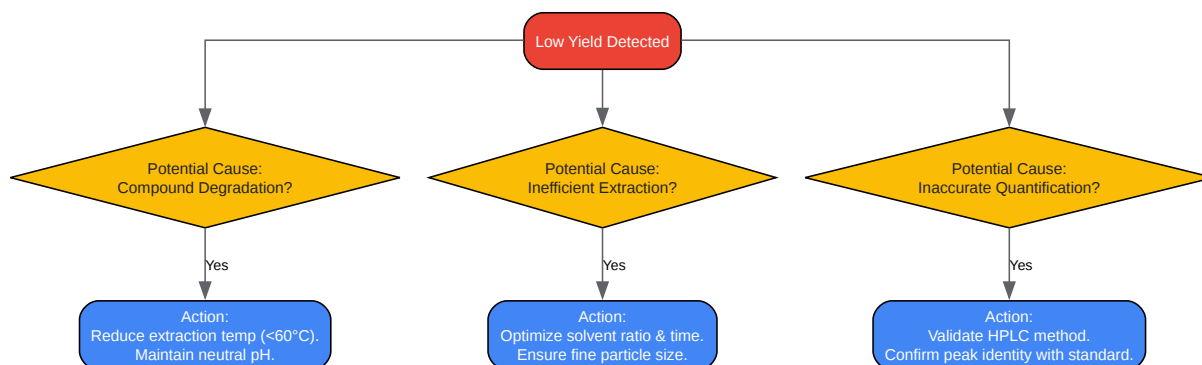 Low Yield Detected
Potential Cause:
Compound Degradation?
Potential Cause:
Inefficient Extraction?
Potential Cause:
Inaccurate Quantification?
Yes
Yes
Yes
Action:
Reduce extraction temp (<60°C).
Maintain neutral pH.
Action:
Optimize solvent ratio & time.
Ensure fine particle size.
Action:
Validate HPLC method.
Confirm peak identity with standard.